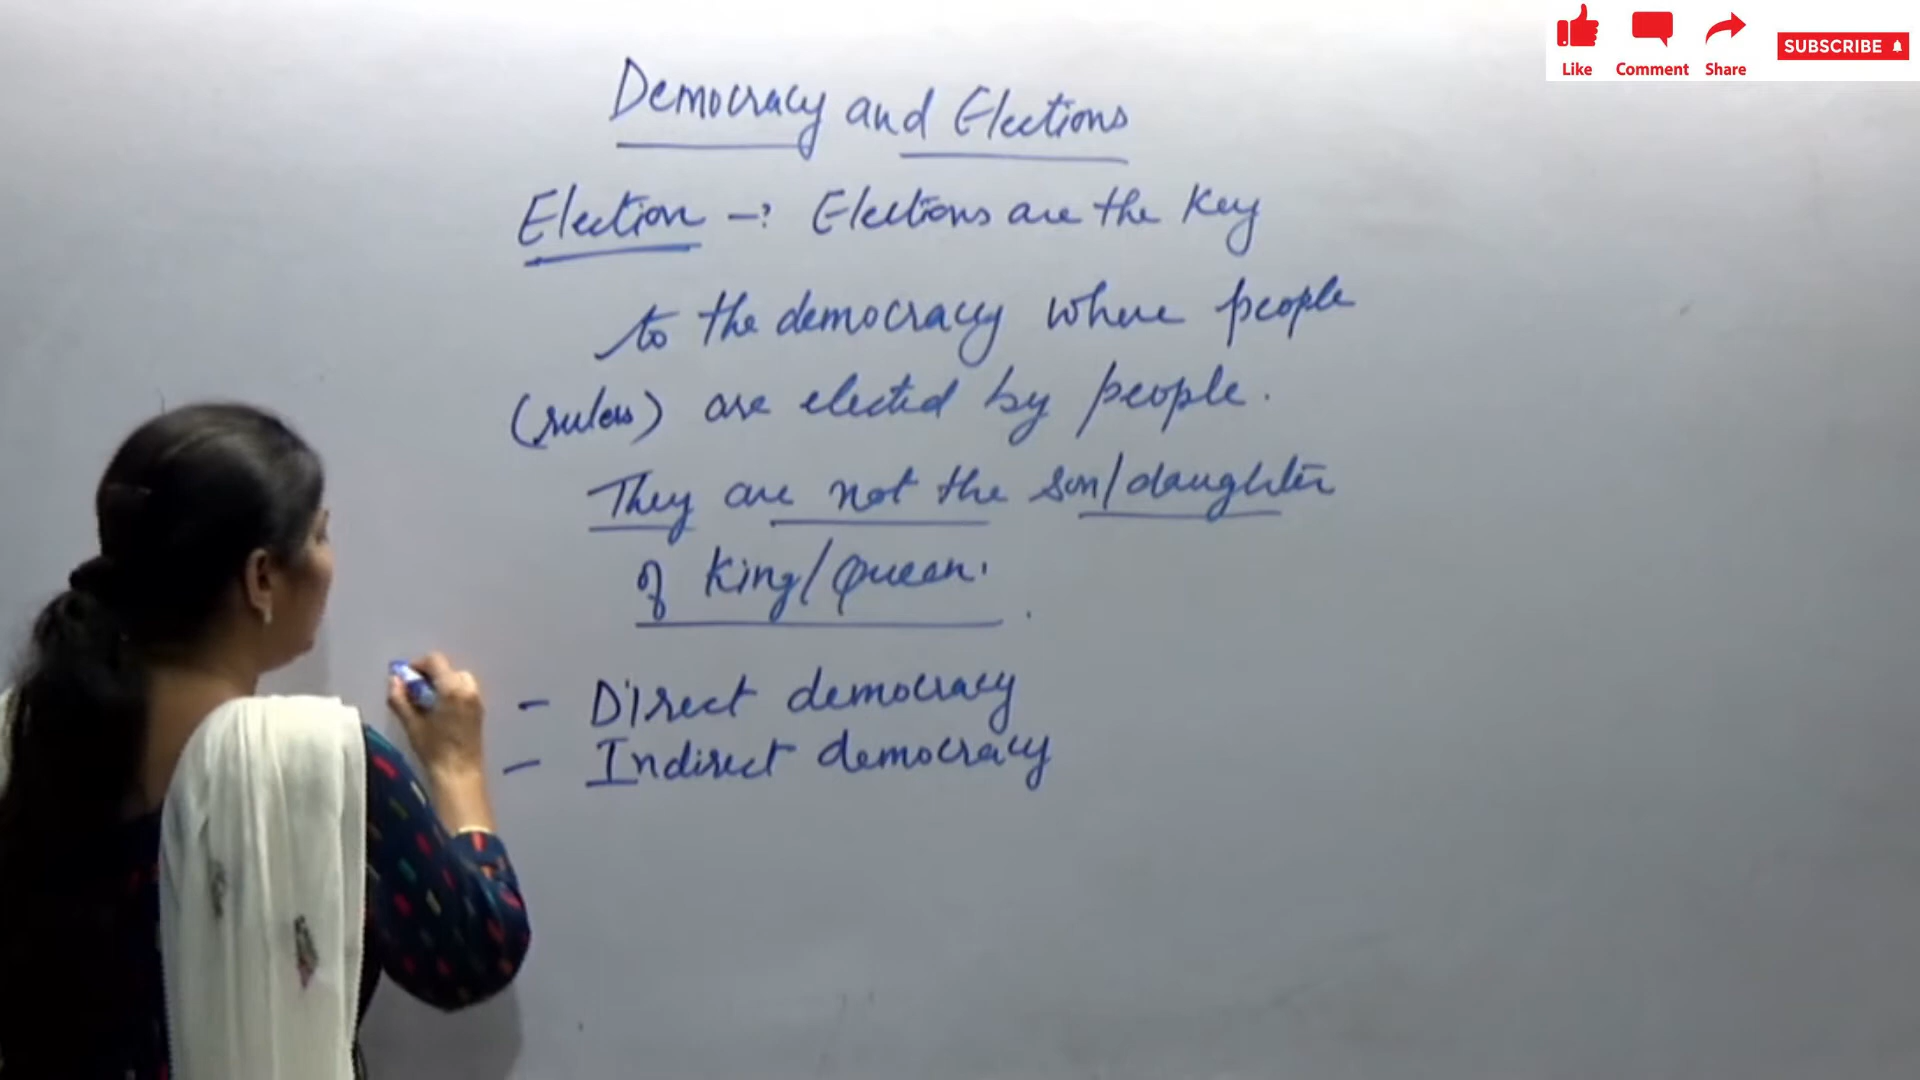 Like Comment Share SUBSCRIBE
Democracy and Elections
Election -: Elections are the Key
to the democracy where people
(rulers) are elected by people.
They are not the son/daughter
of King/Queen.
- Direct democracy
- Indirect democracy